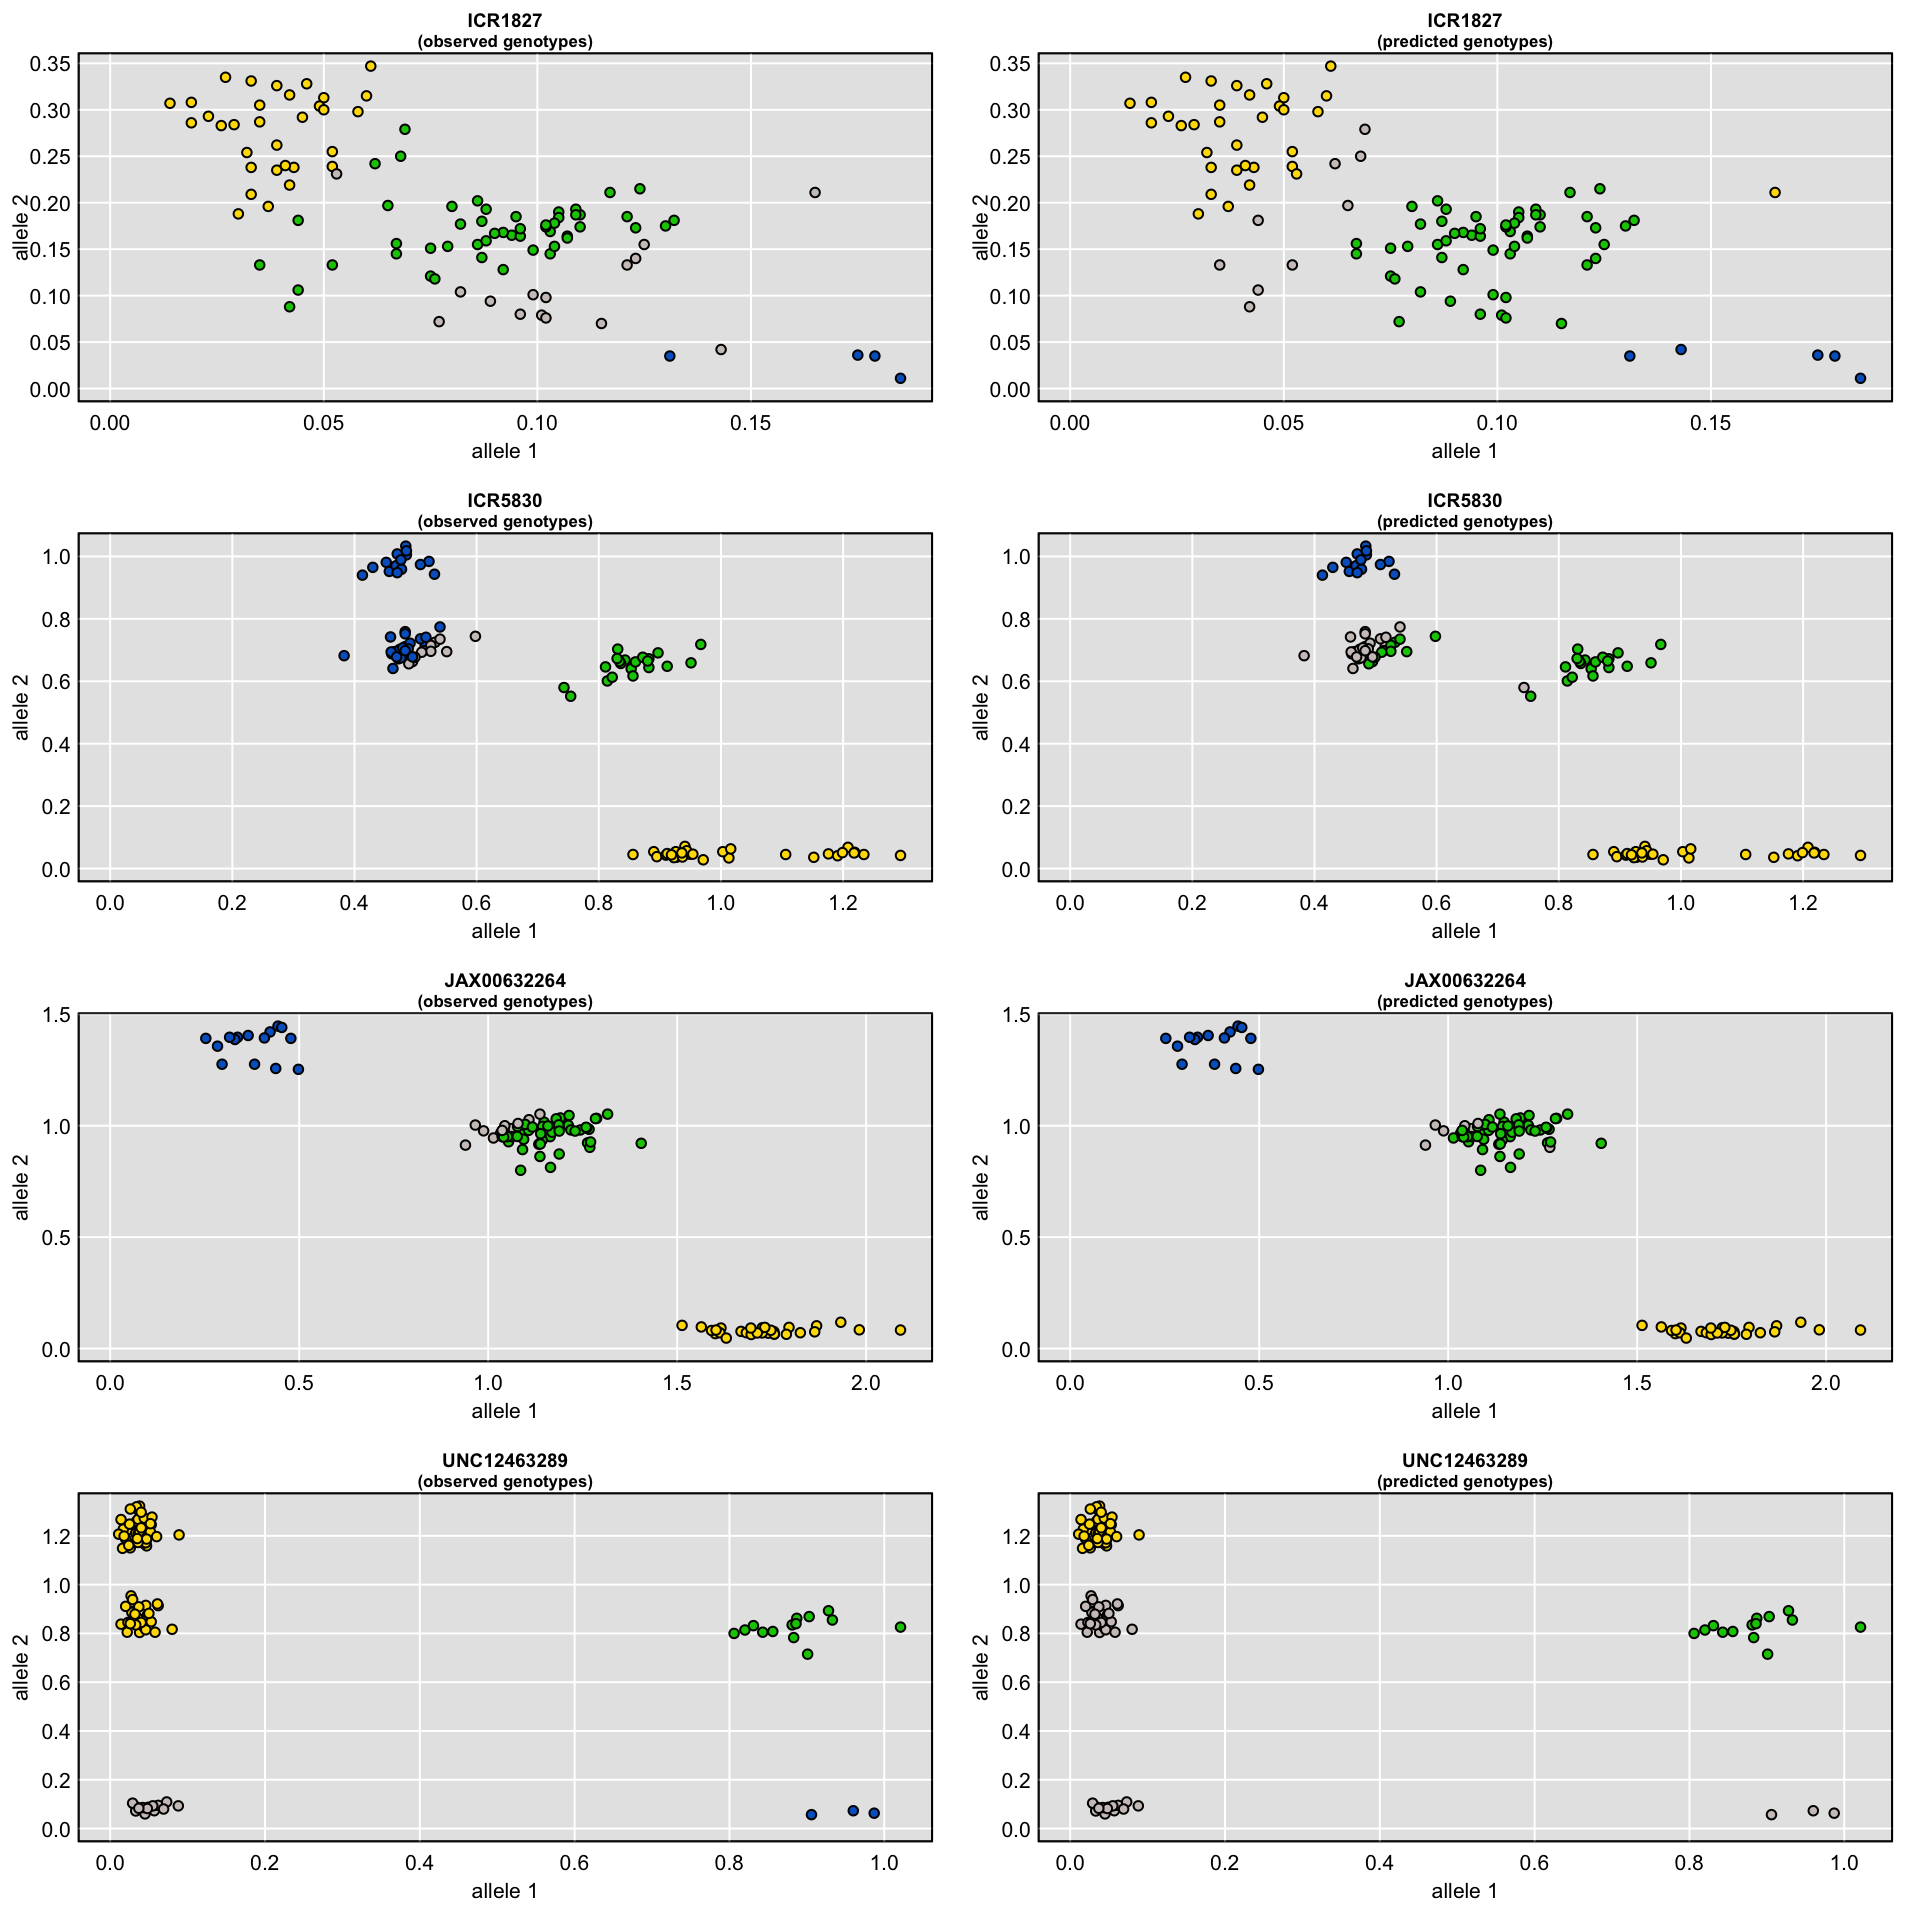 ICR1827
(observed genotypes)
0.35
0.30
0.25
0.20
0.15
0.10
0.05
0.00
allele 2
0.00 0.05 0.10 0.15
allele 1
ICR1827
(predicted genotypes)
0.35
0.30
0.25
0.20
0.15
0.10
0.05
0.00
allele 2
0.00 0.05 0.10 0.15
allele 1
ICR5830
(observed genotypes)
1.0
0.8
0.6
0.4
0.2
0.0
allele 2
0.0 0.2 0.4 0.6 0.8 1.0 1.2
allele 1
ICR5830
(predicted genotypes)
1.0
0.8
0.6
0.4
0.2
0.0
allele 2
0.0 0.2 0.4 0.6 0.8 1.0 1.2
allele 1
JAX00632264
(observed genotypes)
1.5
1.0
0.5
0.0
allele 2
0.0 0.5 1.0 1.5 2.0
allele 1
JAX00632264
(predicted genotypes)
1.5
1.0
0.5
0.0
allele 2
0.0 0.5 1.0 1.5 2.0
allele 1
UNC12463289
(observed genotypes)
1.2
1.0
0.8
0.6
0.4
0.2
0.0
allele 2
0.0 0.2 0.4 0.6 0.8 1.0
allele 1
UNC12463289
(predicted genotypes)
1.2
1.0
0.8
0.6
0.4
0.2
0.0
allele 2
0.0 0.2 0.4 0.6 0.8 1.0
allele 1